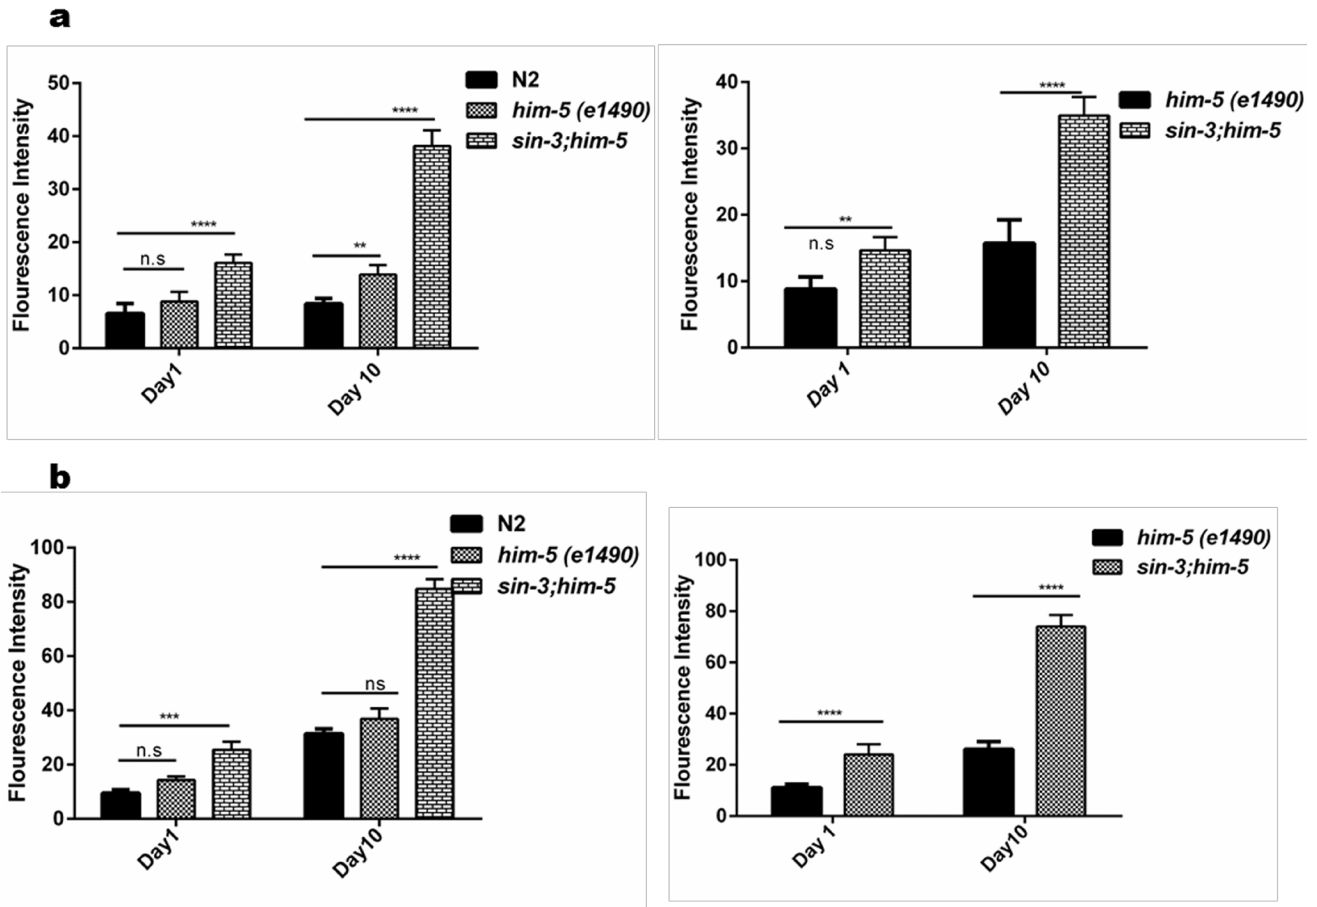 a
50
40
30
20
10
0
Flourescence Intensity
N2
him-5 (e1490)
sin-3;him-5
n.s
****
**
****
Day1
Day 10
40
30
20
10
0
Flourescence Intensity
him-5 (e1490)
sin-3;him-5
**
n.s
****
Day 1
Day 10
b
100
80
60
40
20
0
Flourescence Intensity
N2
him-5 (e1490)
sin-3;him-5
***
n.s
****
ns
Day1
Day10
100
80
60
40
20
0
Flourescence Intensity
him-5 (e1490)
sin-3;him-5
****
****
Day 1
Day10